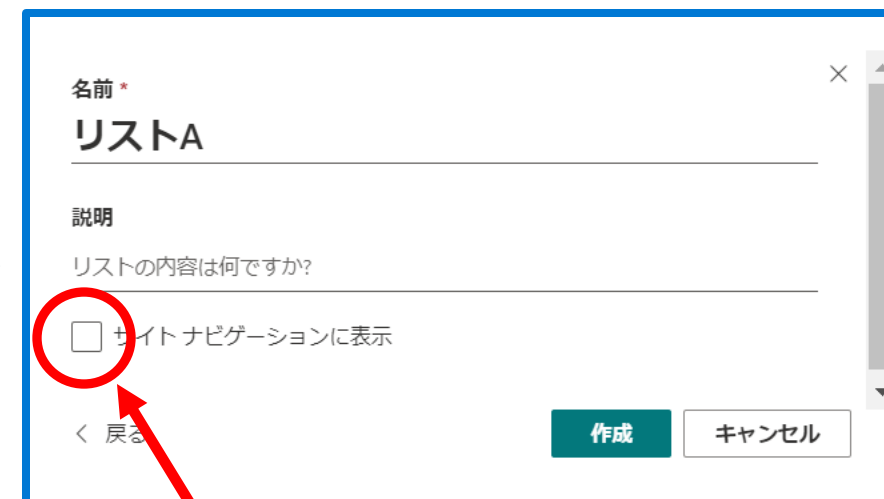 名前 *
リストA
説明
リストの内容は何ですか?
サイト ナビゲーションに表示
戻る
作成
キャンセル